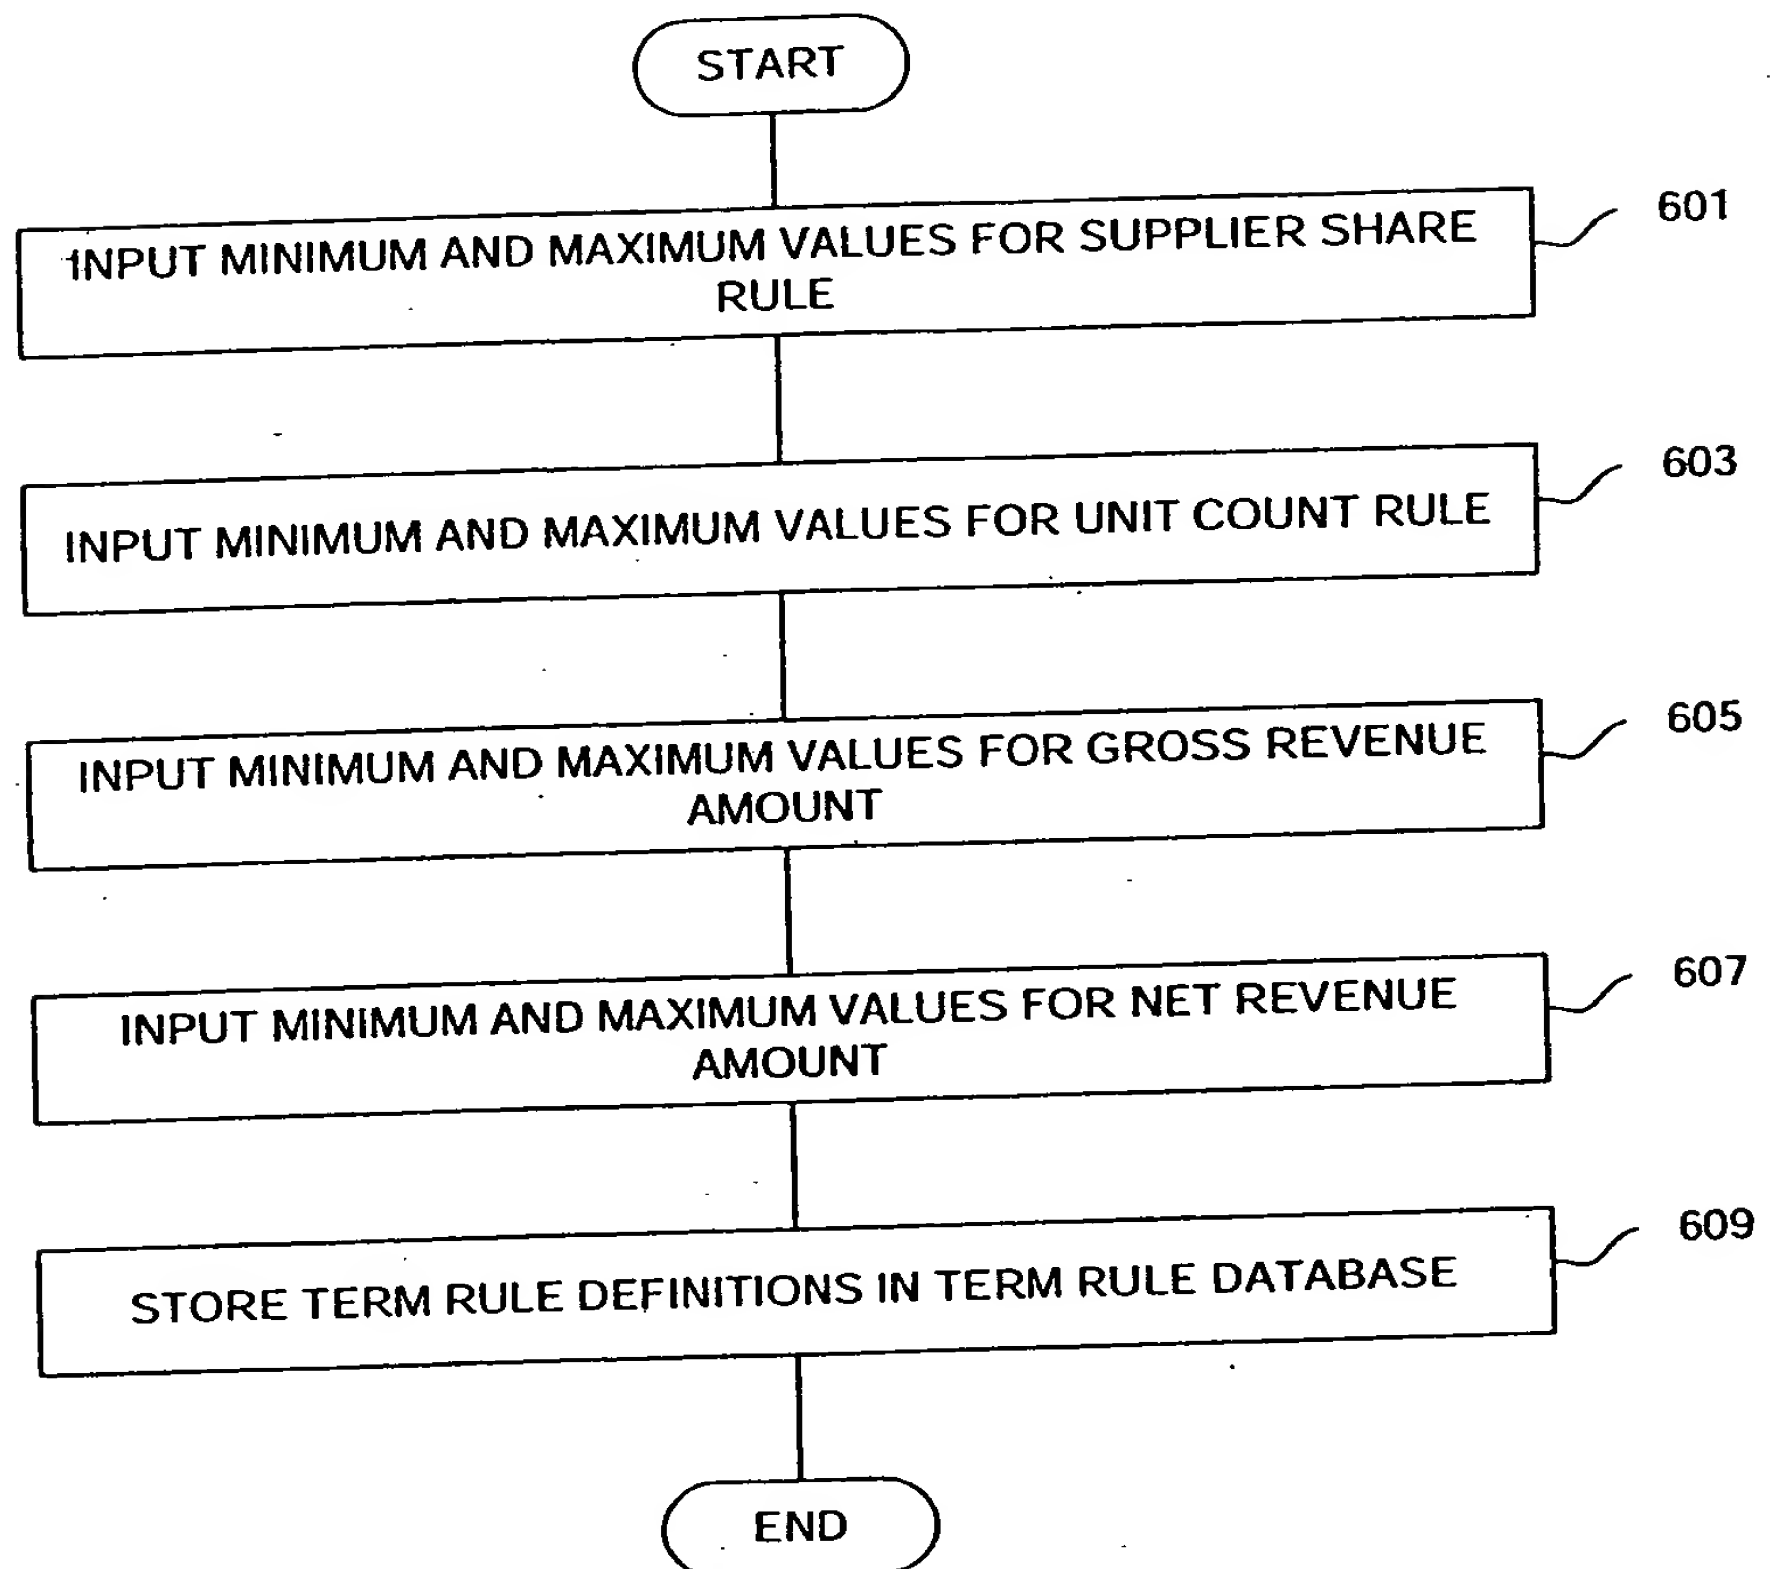 START
601
INPUT MINIMUM AND MAXIMUM VALUES FOR SUPPLIER SHARE
RULE
603
INPUT MINIMUM AND MAXIMUM VALUES FOR UNIT COUNT RULE
605
INPUT MINIMUM AND MAXIMUM VALUES FOR GROSS REVENUE
AMOUNT
607
INPUT MINIMUM AND MAXIMUM VALUES FOR NET REVENUE
AMOUNT
609
STORE TERM RULE DEFINITIONS IN TERM RULE DATABASE
END